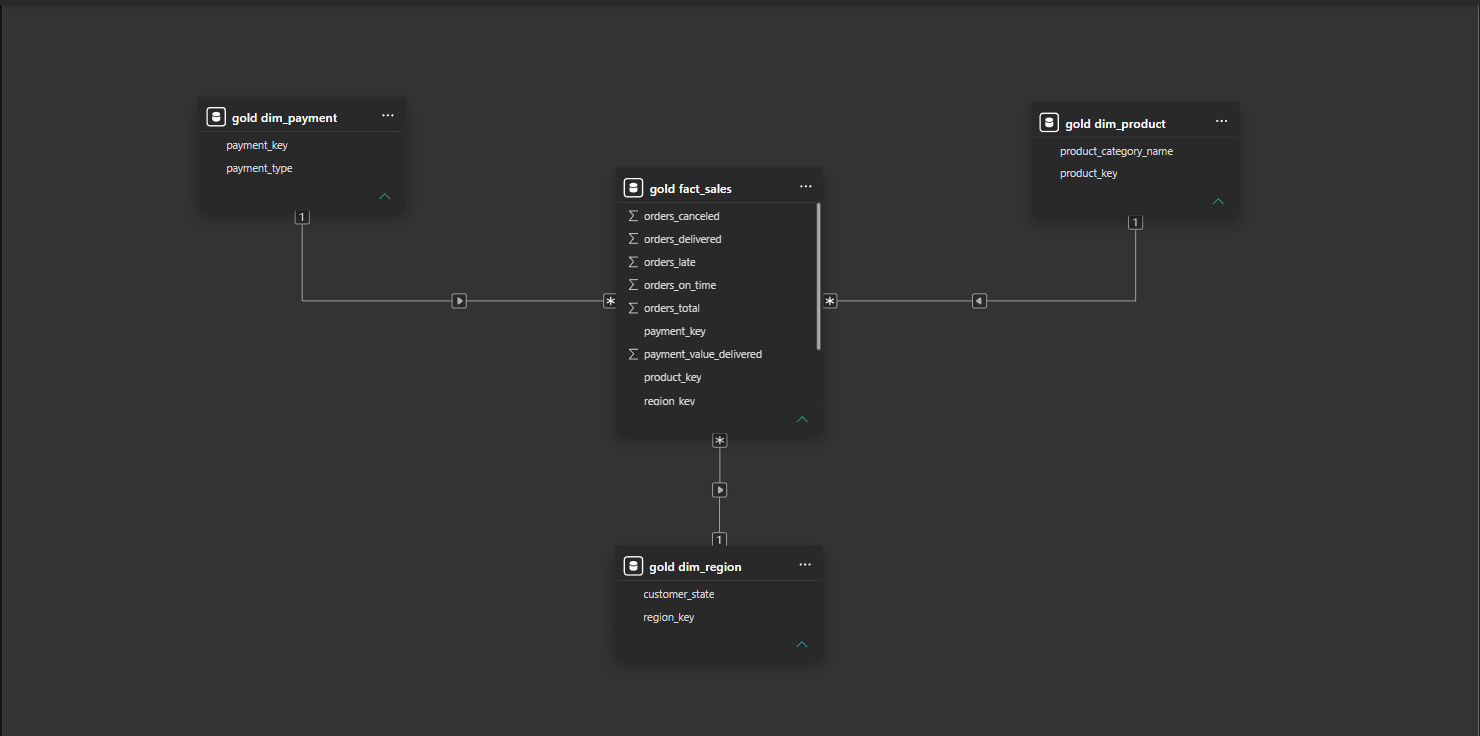 gold dim_payment
payment_key
payment_type
1
gold dim_product
product_category_name
product_key
1
gold fact_sales
Σ orders_canceled
Σ orders_delivered
Σ orders_late
Σ orders_on_time
Σ orders_total
payment_key
Σ payment_value_delivered
product_key
region_key
*
*
*
1
gold dim_region
customer_state
region_key